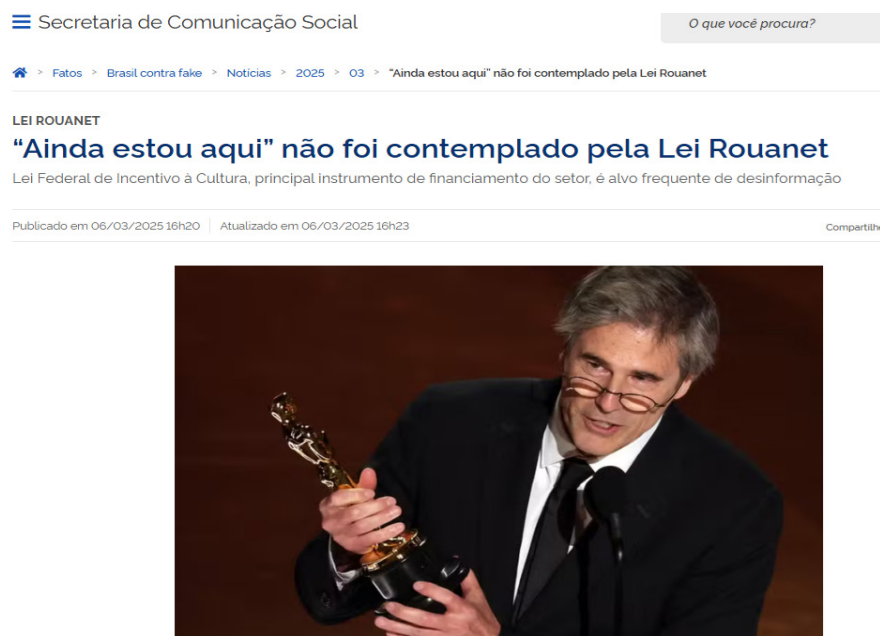 Secretaria de Comunicação Social
O que você procura?
> Fatos > Brasil contra fake > Notícias > 2025 > 03 > “Ainda estou aqui” não foi contemplado pela Lei Rouanet
LEI ROUANET
“Ainda estou aqui” não foi contemplado pela Lei Rouanet
Lei Federal de Incentivo à Cultura, principal instrumento de financiamento do setor, é alvo frequente de desinformação
Publicado em 06/03/2025 16h20 | Atualizado em 06/03/2025 16h23
Compartilhe